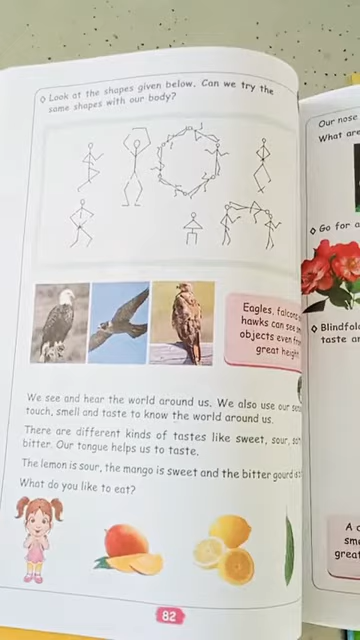 ◊ Look at the shapes given below. Can we try the
same shapes with our body?
Eagles, falcons
hawks can see
objects even from
great height
We see and hear the world around us. We also use our
touch, smell and taste to know the world around us.
There are different kinds of tastes like sweet, sour,
bitter. Our tongue helps us to taste.
The lemon is sour, the mango is sweet and the bitter gourd is
What do you like to eat?
82
Our nose
What are
◊ Go for a
◊ Blindfold
taste an
A
great